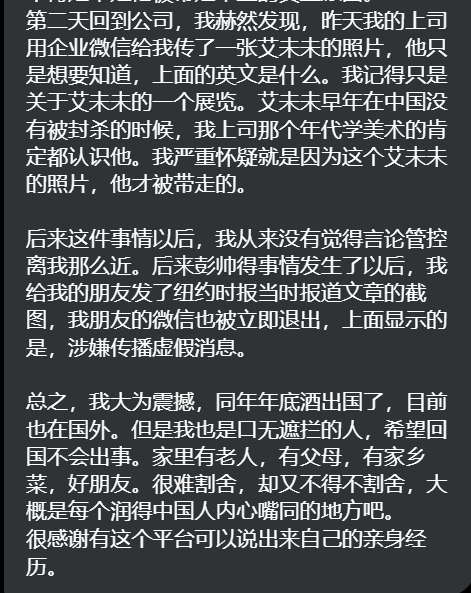 第二天回到公司，我赫然发现，昨天我的上司
用企业微信给我传了一张艾未未的照片，他只
是想要知道，上面的英文是什么。我记得只是
关于艾未未的一个展览。艾未未早年在中国没
有被封杀的时候，我上司那个年代学美术的肯
定都认识他。我严重怀疑就是因为这个艾未未
的照片，他才被带走的。
后来这件事情以后，我从来没有觉得言论管控
离我那么近。后来彭帅得事情发生了以后，我
给我的朋友发了纽约时报当时报道文章的截
图，我朋友的微信也被立即退出，上面显示的
是，涉嫌传播虚假消息。
总之，我大为震撼，同年年底洒出国了，目前
也在国外。但是我也是口无遮拦的人，希望回
国不会出事。家里有老人，有父母，有家乡
菜，好朋友。很难割舍，却又不得不割舍，大
概是每个润得中国人内心嘴同的地方吧。
很感谢有这个平台可以说出来自己的亲身经
历。